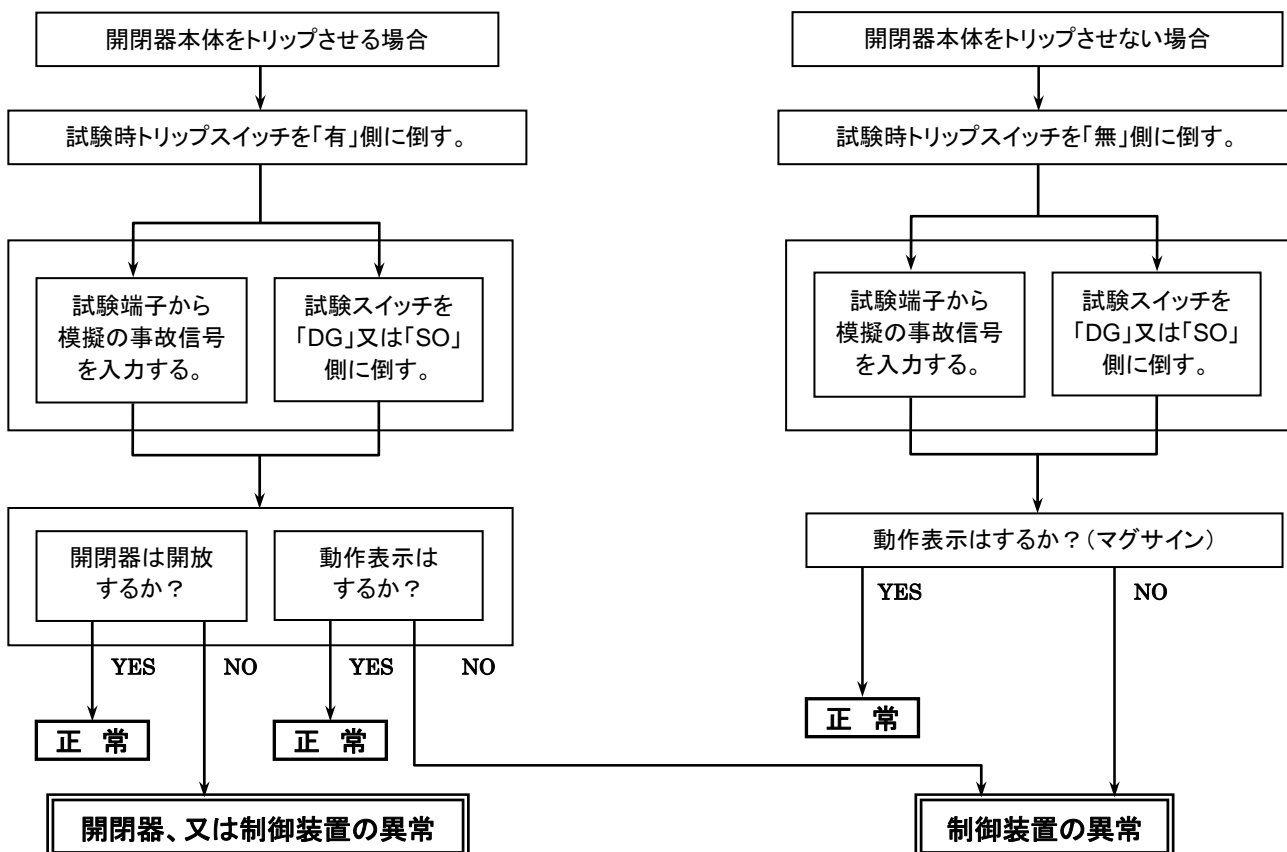 開閉器本体をトリップさせる場合
試験時トリップスイッチを「有」側に倒す。
試験端子から
模擬の事故信号
を入力する。
試験スイッチを
「DG」又は「SO」
側に倒す。
開閉器は開放
するか？
動作表示は
するか？
YES
NO
YES
NO
正 常
正 常
開閉器、又は制御装置の異常
開閉器本体をトリップさせない場合
試験時トリップスイッチを「無」側に倒す。
試験端子から
模擬の事故信号
を入力する。
試験スイッチを
「DG」又は「SO」
側に倒す。
動作表示はするか？（マグサイン）
YES
NO
正 常
制御装置の異常